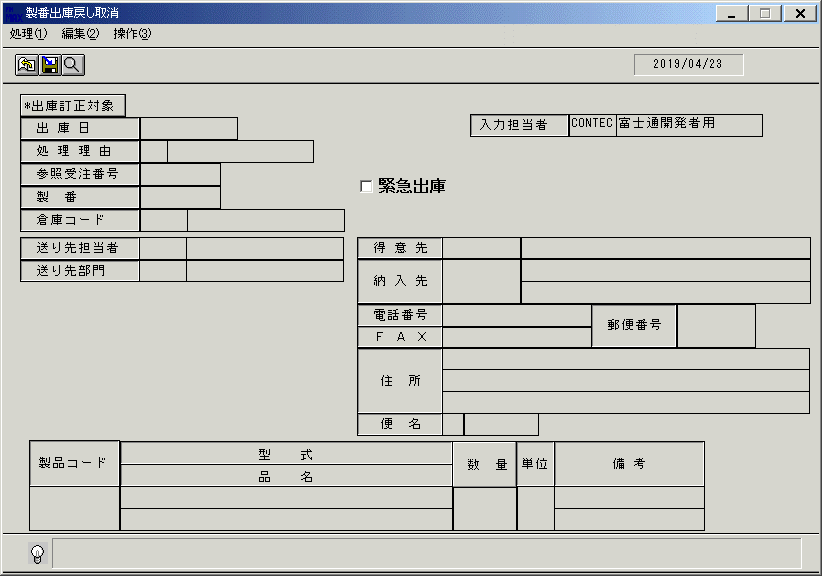 製番出庫戻し取消
処理(1) 編集(2) 操作(3)
2019/04/23
*出庫訂正対象
出 庫 日
入力担当者 CONTEC 富士通開発者用
処 理 理 由
参照受注番号
製 番
緊急出庫
倉庫コード
送り先担当者
得 意 先
送り先部門
納 入 先
電話番号
郵便番号
F A X
住 所
便 名
製品コード 型 式 数 量 単位 備 考
品 名